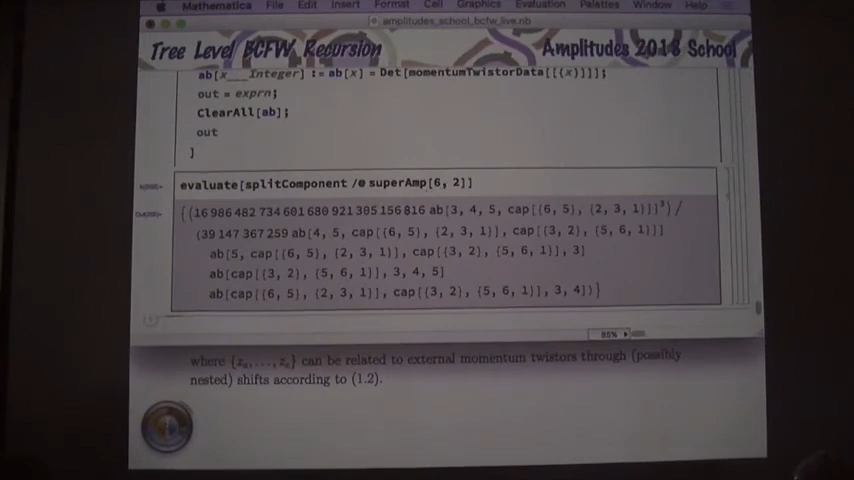 Mathematica File Edit Insert Format Cell Graphics Evaluation Palettes Window Help
amplitudes_school_bcfw_live.nb
Tree Level BCFW Recursion
Amplitudes 2018 School
ab[x___Integer] := ab[x] = Det[momentumTwistorData[[{x}]]];
out = exprn;
ClearAll[ab];
out
]
evaluate[splitComponent /@ superAmp[6, 2]]
{(16 986 482 734 601 680 921 305 156 816 ab[3, 4, 5, cap[{6, 5}, {2, 3, 1}]]³) /
(39 147 367 259 ab[4, 5, cap[{6, 5}, {2, 3, 1}], cap[{3, 2}, {5, 6, 1}]]
ab[5, cap[{6, 5}, {2, 3, 1}], cap[{3, 2}, {5, 6, 1}], 3]
ab[cap[{3, 2}, {5, 6, 1}], 3, 4, 5]
ab[cap[{6, 5}, {2, 3, 1}], cap[{3, 2}, {5, 6, 1}], 3, 4])}
85%
where {zₐ,...,z_c} can be related to external momentum twistors through (possibly
nested) shifts according to (1.2).